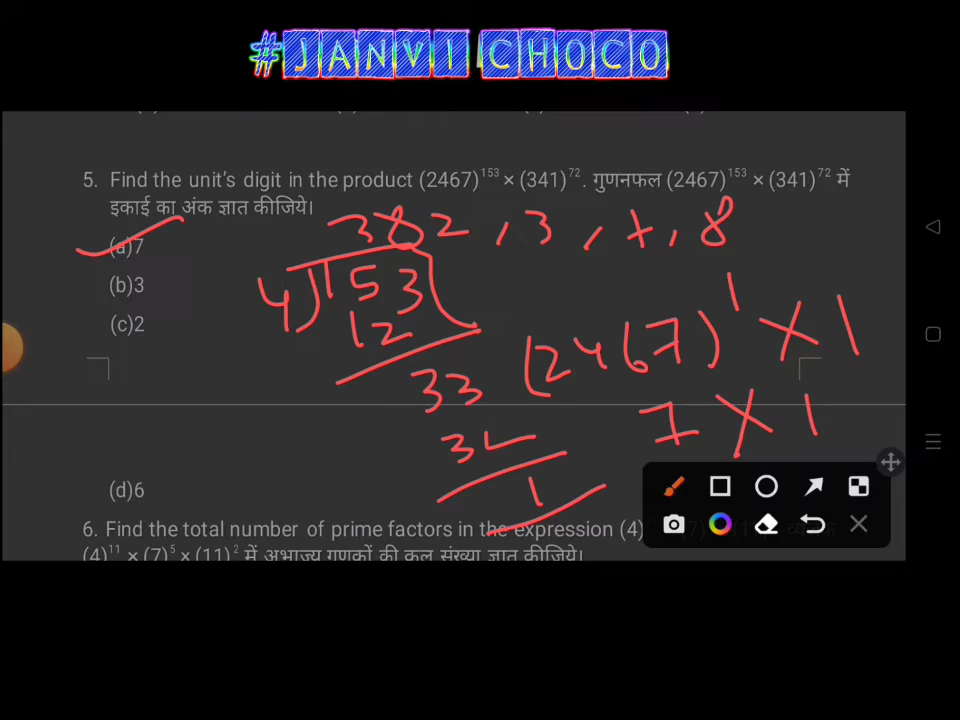 #JANVI CHOCO
5. Find the unit's digit in the product (2467)^153 × (341)^72. गुणनफल (2467)^153 × (341)^72 में
इकाई का अंक ज्ञात कीजिये।
2, 3, 7, 8
(a)7
4) 153
(b)3
12
(c)2
(2467)^1 × 1
33
7 × 1
1
(d)6
6. Find the total number of prime factors in the expression (4)
(4)^11 × (7)^5 × (11)^2 में अभाज्य गुणकों की कुल संख्या ज्ञात कीजिये।